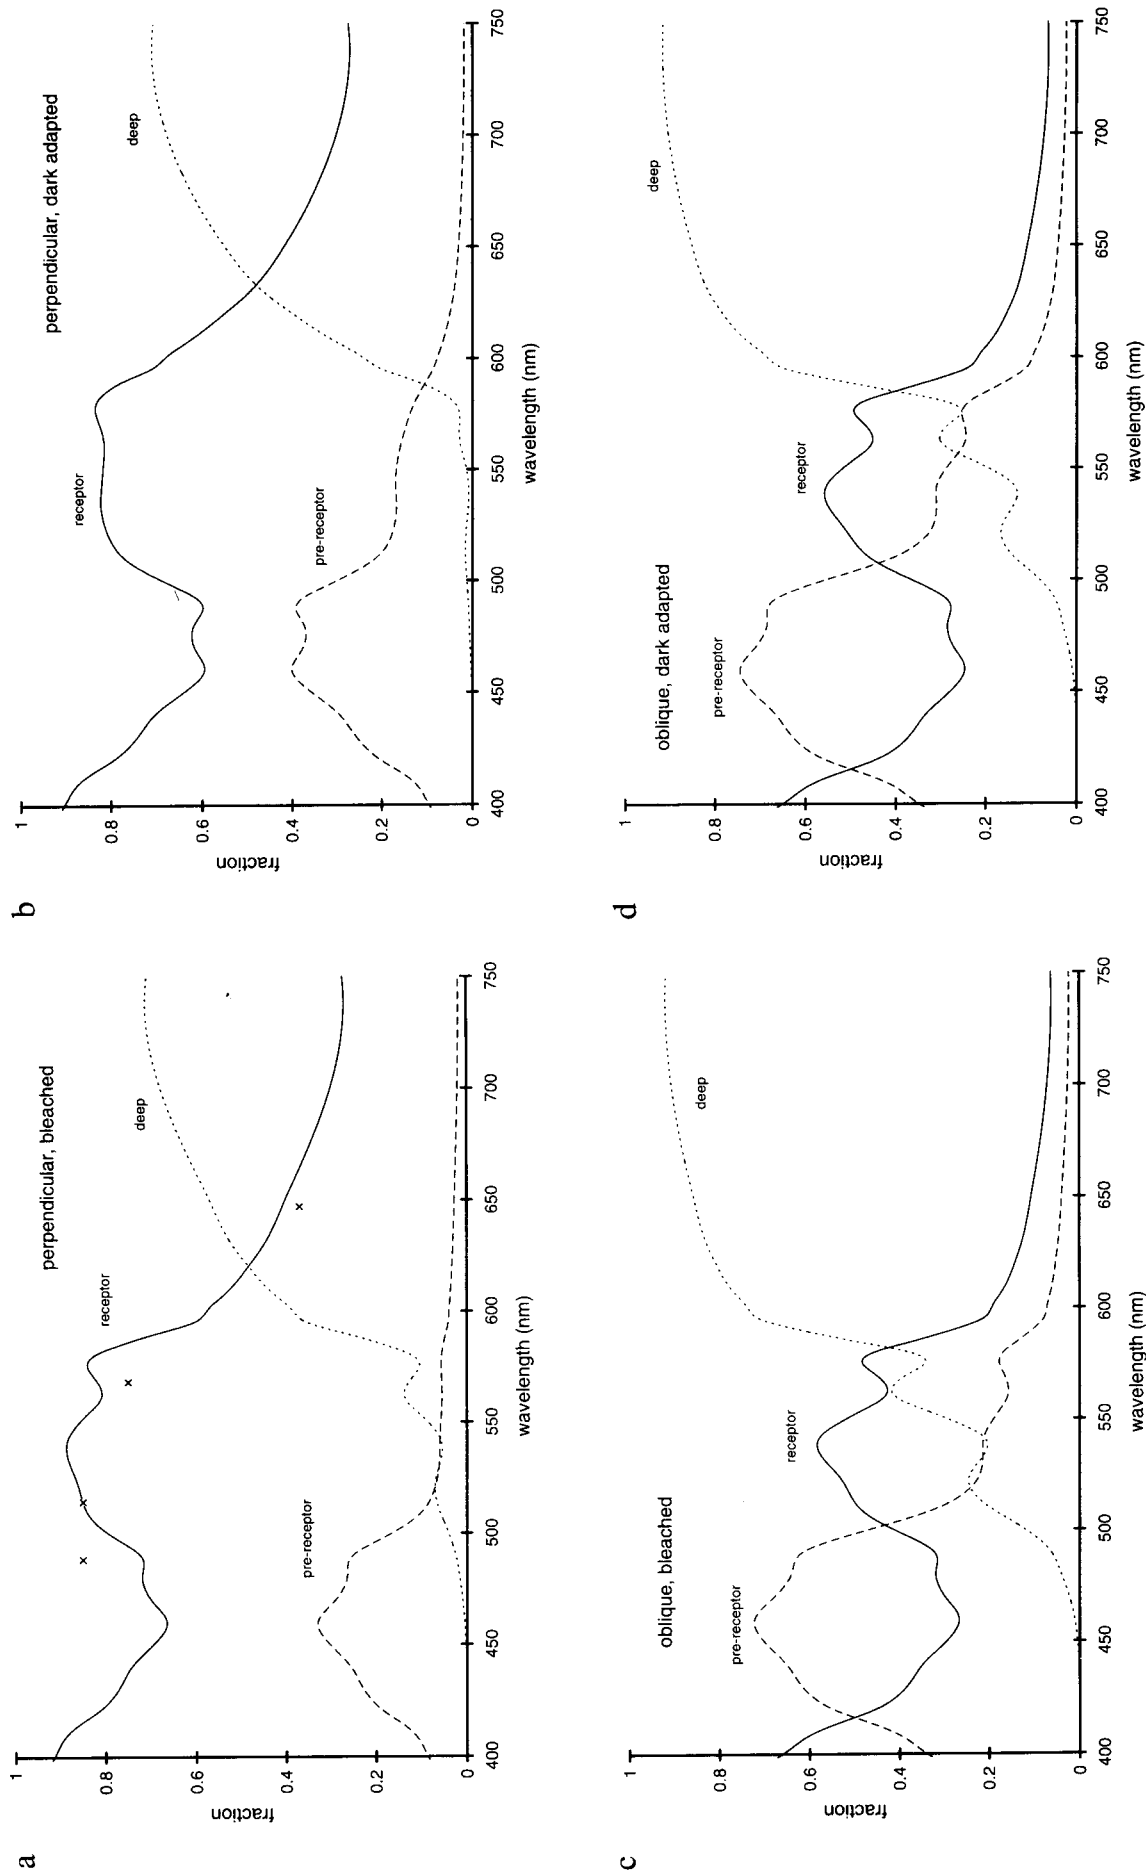 a
perpendicular, bleached
receptor
deep
pre-receptor
fraction
1
0.8
0.6
0.4
0.2
0
400
450
500
550
600
650
700
750
wavelength (nm)
b
perpendicular, dark adapted
receptor
deep
pre-receptor
fraction
1
0.8
0.6
0.4
0.2
0
400
450
500
550
600
650
700
750
wavelength (nm)
c
oblique, bleached
pre-receptor
receptor
deep
fraction
1
0.8
0.6
0.4
0.2
0
400
450
500
550
600
650
700
750
wavelength (nm)
d
oblique, dark adapted
pre-receptor
receptor
deep
fraction
1
0.8
0.6
0.4
0.2
0
400
450
500
550
600
650
700
750
wavelength (nm)